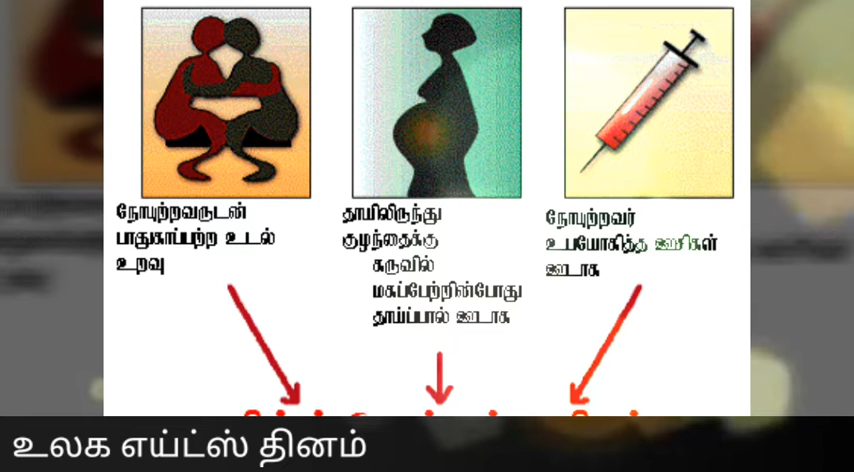 நோயுற்றவருடன்
பாதுகாப்பற்ற உடல்
உறவு
தாயிலிருந்து
குழந்தைக்கு
கருவில்
மகப்பேற்றின்போது
தாய்ப்பால் ஊடாக
நோயுற்றவர்
உபயோகித்த ஊசிகள்
ஊடாக
உலக எய்ட்ஸ் தினம்